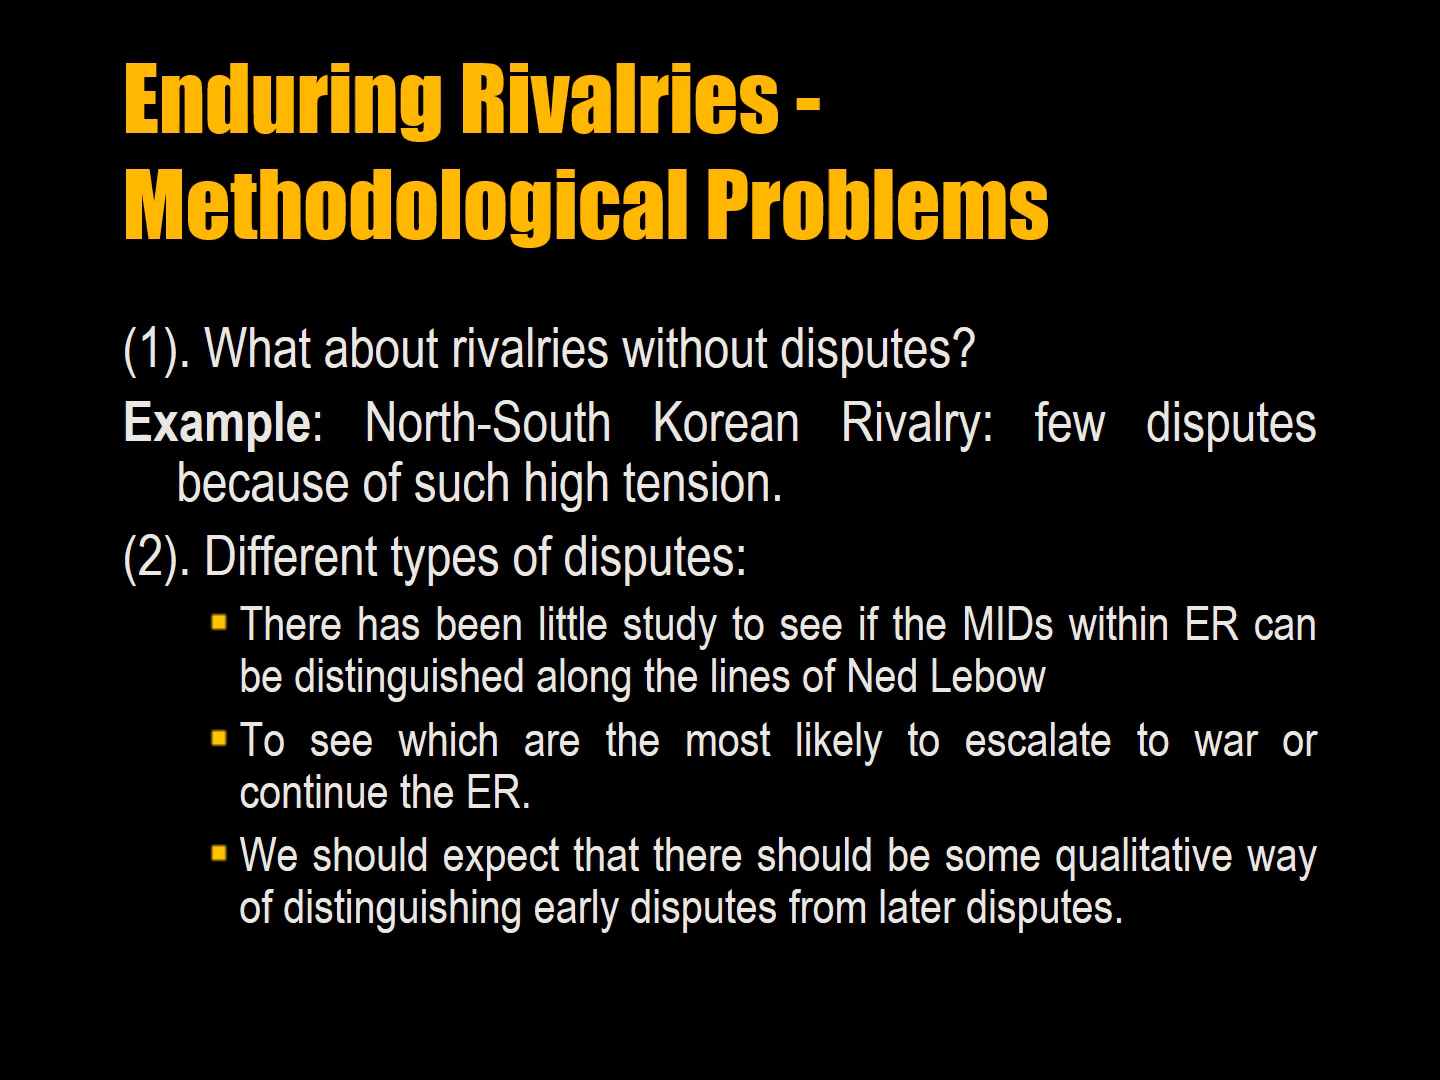 Enduring Rivalries -
Methodological Problems
(1). What about rivalries without disputes?
Example: North-South Korean Rivalry: few disputes
because of such high tension.
(2). Different types of disputes:
There has been little study to see if the MIDs within ER can
be distinguished along the lines of Ned Lebow
To see which are the most likely to escalate to war or
continue the ER.
We should expect that there should be some qualitative way
of distinguishing early disputes from later disputes.